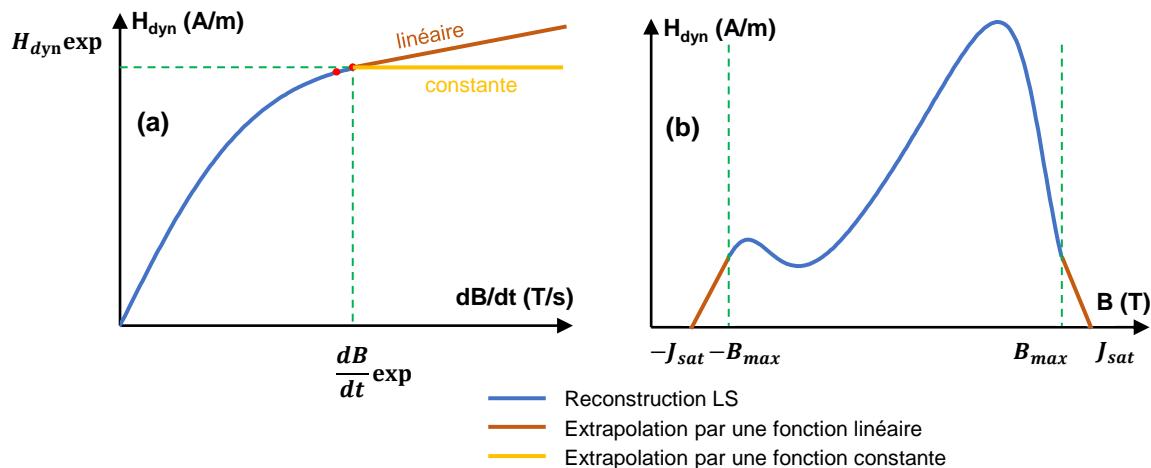 H_dyn (A/m)
H_dyn exp
linéaire
constante
(a)
dB/dt (T/s)
dB/dt exp
H_dyn (A/m)
(b)
B (T)
−J_sat −B_max
B_max J_sat
Reconstruction LS
Extrapolation par une fonction linéaire
Extrapolation par une fonction constante